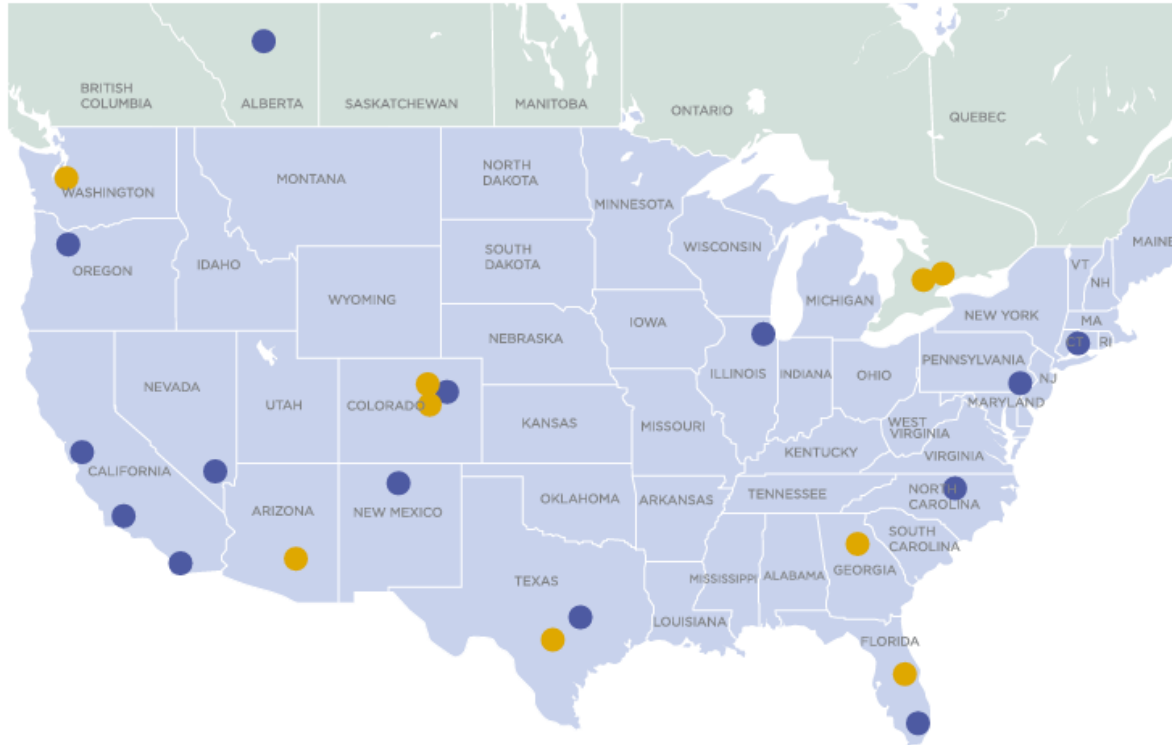 BRITISH
COLUMBIA
ALBERTA
SASKATCHEWAN
MANITOBA
ONTARIO
QUEBEC
WASHINGTON
MONTANA
NORTH
DAKOTA
MINNESOTA
OREGON
IDAHO
SOUTH
DAKOTA
WISCONSIN
MICHIGAN
MAINE
VT
NH
WYOMING
NEW YORK
MA
CT
RI
IOWA
NEBRASKA
PENNSYLVANIA
NJ
NEVADA
UTAH
COLORADO
ILLINOIS
INDIANA
OHIO
MARYLAND
KANSAS
MISSOURI
WEST
VIRGINIA
KENTUCKY
VIRGINIA
CALIFORNIA
ARIZONA
NEW MEXICO
OKLAHOMA
ARKANSAS
TENNESSEE
NORTH
CAROLINA
SOUTH
CAROLINA
TEXAS
MISSISSIPPI
ALABAMA
GEORGIA
LOUISIANA
FLORIDA